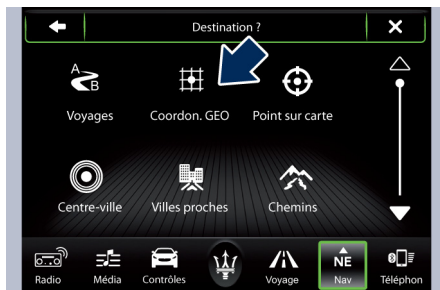 Destination ?
A
B
Voyages
Coordon. GEO
Point sur carte
Centre-ville
Villes proches
Chemins
NE
Radio
Média
Contrôles
Voyage
Nav
Téléphon